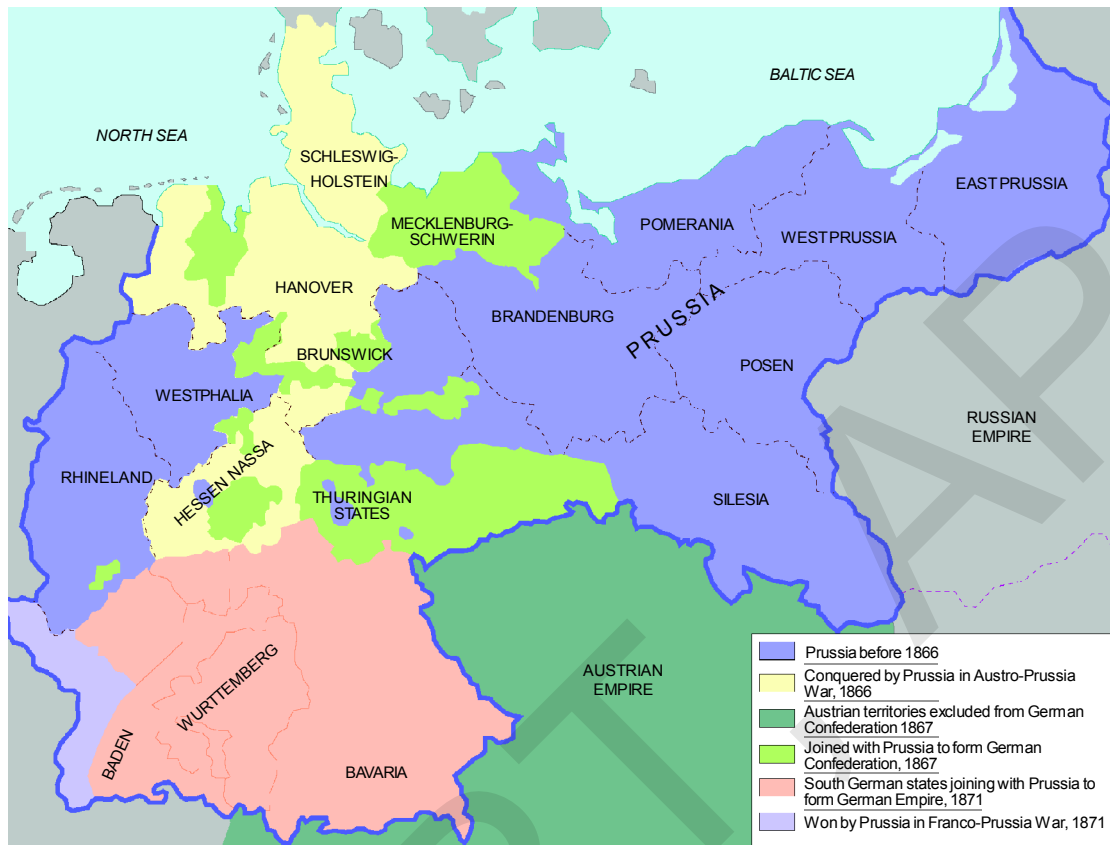 BALTIC SEA
NORTH SEA
SCHLESWIG-
HOLSTEIN
EAST PRUSSIA
MECKLENBURG-
SCHWERIN
POMERANIA
WEST PRUSSIA
HANOVER
BRANDENBURG
PRUSSIA
BRUNSWICK
POSEN
WESTPHALIA
RUSSIAN
EMPIRE
RHINELAND
HESSEN NASSA
THURINGIAN
STATES
SILESIA
AUSTRIAN
EMPIRE
WURTTEMBERG
BADEN
BAVARIA
Prussia before 1866
Conquered by Prussia in Austro-Prussia
War, 1866
Austrian territories excluded from German
Confederation 1867
Joined with Prussia to form German
Confederation, 1867
South German states joining with Prussia to
form German Empire, 1871
Won by Prussia in Franco-Prussia War, 1871